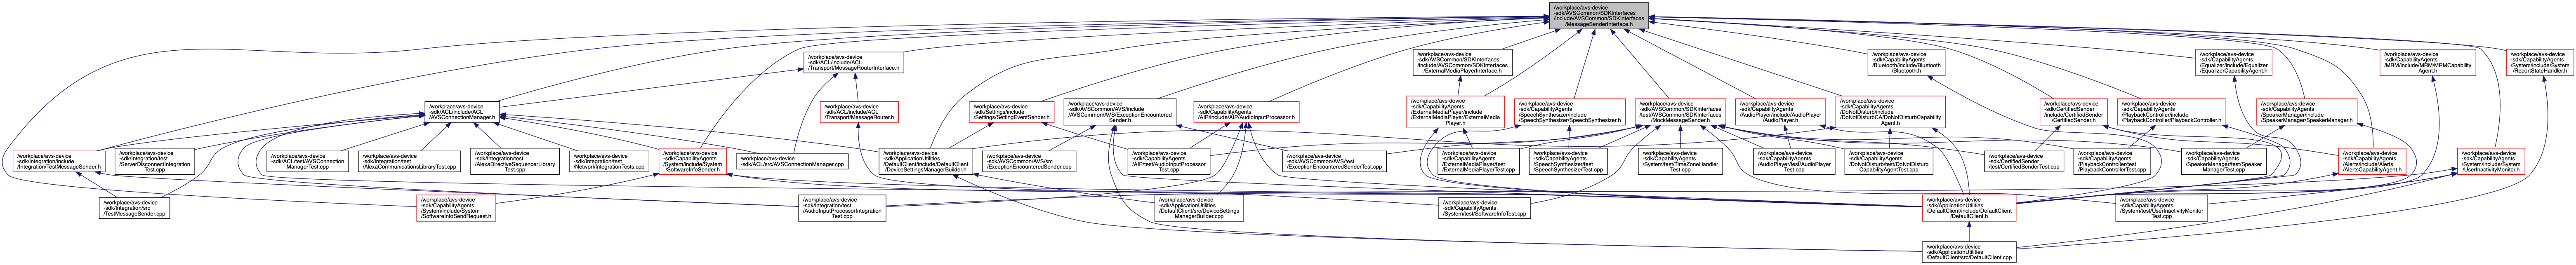 /workplace/avs-device
-sdk/AVSCommon/SDKInterfaces
/include/AVSCommon/SDKInterfaces
/MessageSenderInterface.h
/workplace/avs-device
-sdk/ACL/include/ACL
/Transport/MessageRouterInterface.h
/workplace/avs-device
-sdk/AVSCommon/SDKInterfaces
/include/AVSCommon/SDKInterfaces
/ExternalMediaPlayerInterface.h
/workplace/avs-device
-sdk/CapabilityAgents
/Bluetooth/include/Bluetooth
/Bluetooth.h
/workplace/avs-device
-sdk/CapabilityAgents
/Equalizer/include/Equalizer
/EqualizerCapabilityAgent.h
/workplace/avs-device
-sdk/CapabilityAgents
/MRM/include/MRM/MRMCapability
Agent.h
/workplace/avs-device
-sdk/CapabilityAgents
/System/include/System
/ReportStateHandler.h
/workplace/avs-device
-sdk/ACL/include/ACL
/AVSConnectionManager.h
/workplace/avs-device
-sdk/ACL/include/ACL
/Transport/MessageRouter.h
/workplace/avs-device
-sdk/Settings/include
/Settings/SettingEventSender.h
/workplace/avs-device
-sdk/AVSCommon/AVS/include
/AVSCommon/AVS/ExceptionEncountered
Sender.h
/workplace/avs-device
-sdk/CapabilityAgents
/AIP/include/AIP/AudioInputProcessor.h
/workplace/avs-device
-sdk/CapabilityAgents
/ExternalMediaPlayer/include
/ExternalMediaPlayer/ExternalMedia
Player.h
/workplace/avs-device
-sdk/CapabilityAgents
/SpeechSynthesizer/include
/SpeechSynthesizer/SpeechSynthesizer.h
/workplace/avs-device
-sdk/AVSCommon/SDKInterfaces
/test/AVSCommon/SDKInterfaces
/MockMessageSender.h
/workplace/avs-device
-sdk/CapabilityAgents
/AudioPlayer/include/AudioPlayer
/AudioPlayer.h
/workplace/avs-device
-sdk/CapabilityAgents
/DoNotDisturb/include
/DoNotDisturbCA/DoNotDisturbCapability
Agent.h
/workplace/avs-device
-sdk/CertifiedSender
/include/CertifiedSender
/CertifiedSender.h
/workplace/avs-device
-sdk/CapabilityAgents
/PlaybackController/include
/PlaybackController/PlaybackController.h
/workplace/avs-device
-sdk/CapabilityAgents
/SpeakerManager/include
/SpeakerManager/SpeakerManager.h
/workplace/avs-device
-sdk/Integration/include
/Integration/TestMessageSender.h
/workplace/avs-device
-sdk/Integration/test
/ServerDisconnectIntegration
Test.cpp
/workplace/avs-device
-sdk/ACL/test/AVSConnection
ManagerTest.cpp
/workplace/avs-device
-sdk/Integration/test
/AlexaCommunicationsLibraryTest.cpp
/workplace/avs-device
-sdk/Integration/test
/AlexaDirectiveSequencerLibrary
Test.cpp
/workplace/avs-device
-sdk/Integration/test
/NetworkIntegrationTests.cpp
/workplace/avs-device
-sdk/CapabilityAgents
/System/include/System
/SoftwareInfoSender.h
/workplace/avs-device
-sdk/ACL/src/AVSConnectionManager.cpp
/workplace/avs-device
-sdk/ApplicationUtilities
/DefaultClient/include/DefaultClient
/DeviceSettingsManagerBuilder.h
/workplace/avs-device
-sdk/AVSCommon/AVS/src
/ExceptionEncounteredSender.cpp
/workplace/avs-device
-sdk/CapabilityAgents
/AIP/test/AudioInputProcessor
Test.cpp
/workplace/avs-device
-sdk/AVSCommon/AVS/test
/ExceptionEncounteredSenderTest.cpp
/workplace/avs-device
-sdk/CapabilityAgents
/ExternalMediaPlayer/test
/ExternalMediaPlayerTest.cpp
/workplace/avs-device
-sdk/CapabilityAgents
/SpeechSynthesizer/test
/SpeechSynthesizerTest.cpp
/workplace/avs-device
-sdk/CapabilityAgents
/System/test/TimeZoneHandler
Test.cpp
/workplace/avs-device
-sdk/CapabilityAgents
/AudioPlayer/test/AudioPlayer
Test.cpp
/workplace/avs-device
-sdk/CapabilityAgents
/DoNotDisturb/test/DoNotDisturb
CapabilityAgentTest.cpp
/workplace/avs-device
-sdk/CertifiedSender
/test/CertifiedSenderTest.cpp
/workplace/avs-device
-sdk/CapabilityAgents
/PlaybackController/test
/PlaybackControllerTest.cpp
/workplace/avs-device
-sdk/CapabilityAgents
/SpeakerManager/test/Speaker
ManagerTest.cpp
/workplace/avs-device
-sdk/CapabilityAgents
/Alerts/include/Alerts
/AlertsCapabilityAgent.h
/workplace/avs-device
-sdk/CapabilityAgents
/System/include/System
/UserInactivityMonitor.h
/workplace/avs-device
-sdk/Integration/src
/TestMessageSender.cpp
/workplace/avs-device
-sdk/CapabilityAgents
/System/include/System
/SoftwareInfoSendRequest.h
/workplace/avs-device
-sdk/Integration/test
/AudioInputProcessorIntegration
Test.cpp
/workplace/avs-device
-sdk/ApplicationUtilities
/DefaultClient/src/DeviceSettings
ManagerBuilder.cpp
/workplace/avs-device
-sdk/CapabilityAgents
/System/test/SoftwareInfoTest.cpp
/workplace/avs-device
-sdk/ApplicationUtilities
/DefaultClient/include/DefaultClient
/DefaultClient.h
/workplace/avs-device
-sdk/CapabilityAgents
/System/test/UserInactivityMonitor
Test.cpp
/workplace/avs-device
-sdk/ApplicationUtilities
/DefaultClient/src/DefaultClient.cpp